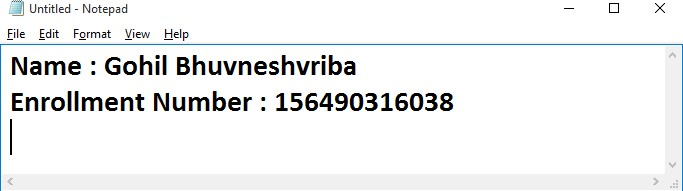 Untitled - Notepad
File Edit Format View Help
Name : Gohil Bhuvneshvriba
Enrollment Number : 156490316038